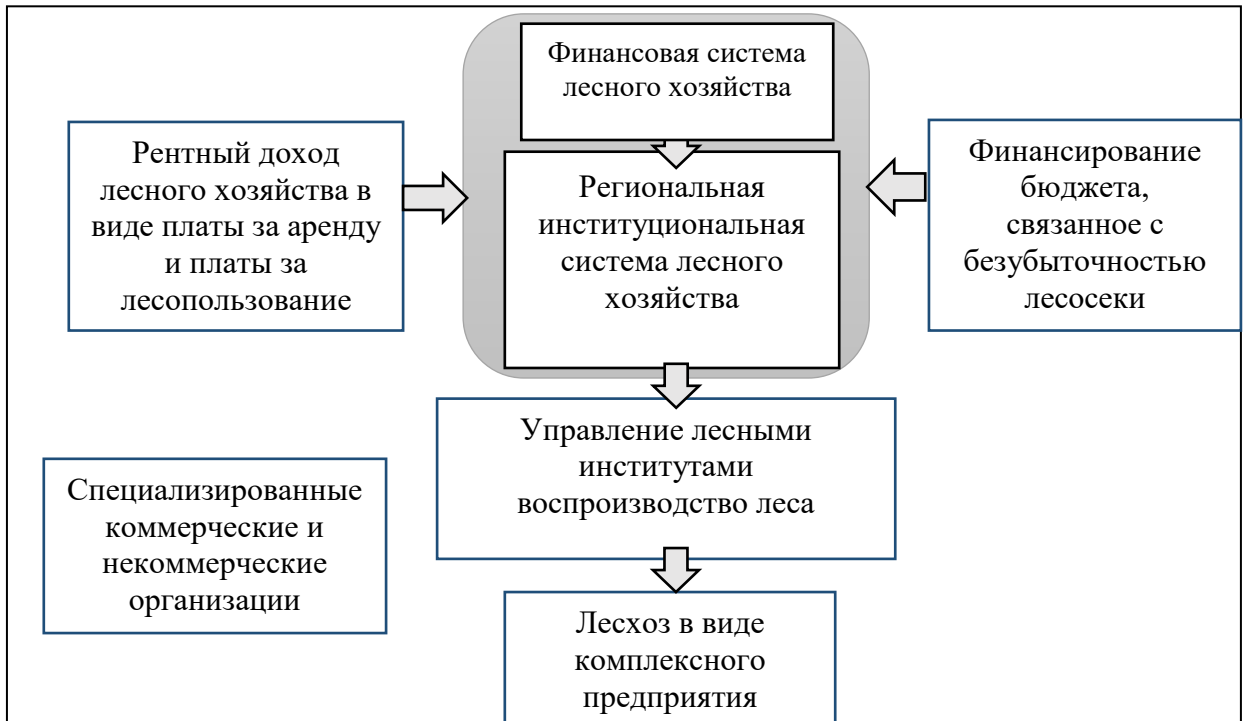 Финансовая система
лесного хозяйства
Рентный доход
лесного хозяйства в
виде платы за аренду
и платы за
лесопользование
Региональная
институциональная
система лесного
хозяйства
Финансирование
бюджета,
связанное с
безубыточностью
лесосеки
Управление лесными
институтами
воспроизводство леса
Специализированные
коммерческие и
некоммерческие
организации
Лесхоз в виде
комплексного
предприятия